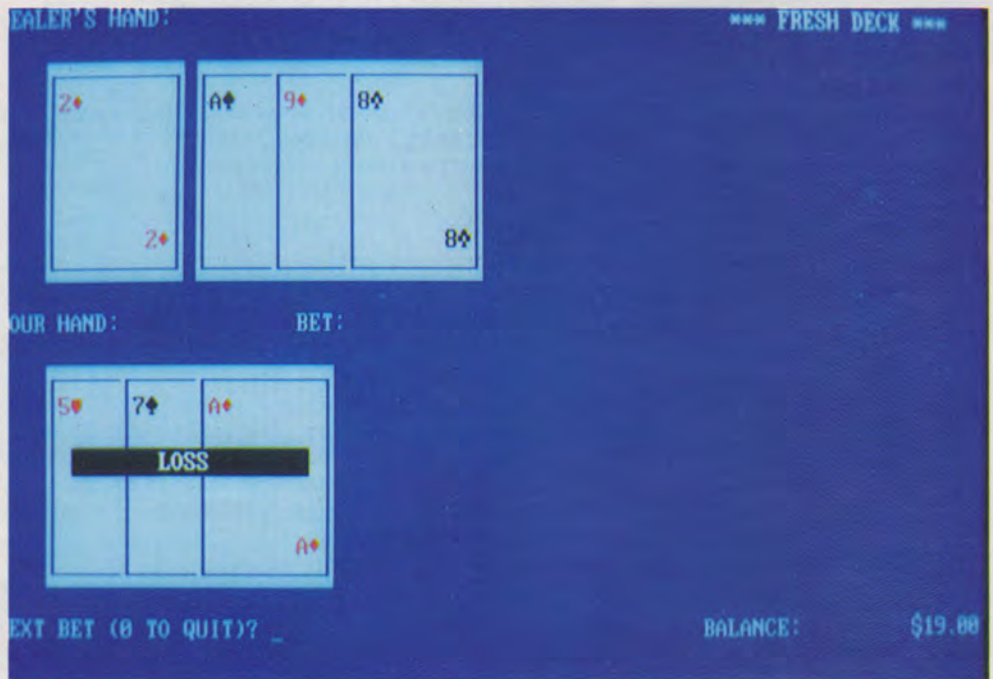 EALER'S HAND:
*** FRESH DECK ***
2♦ A♠ 9♦ 8♣
2♦ 8♣
OUR HAND: BET:
5♥ 7♠ A♦
LOSS
A♦
EXT BET (0 TO QUIT)? _
BALANCE: $19.00